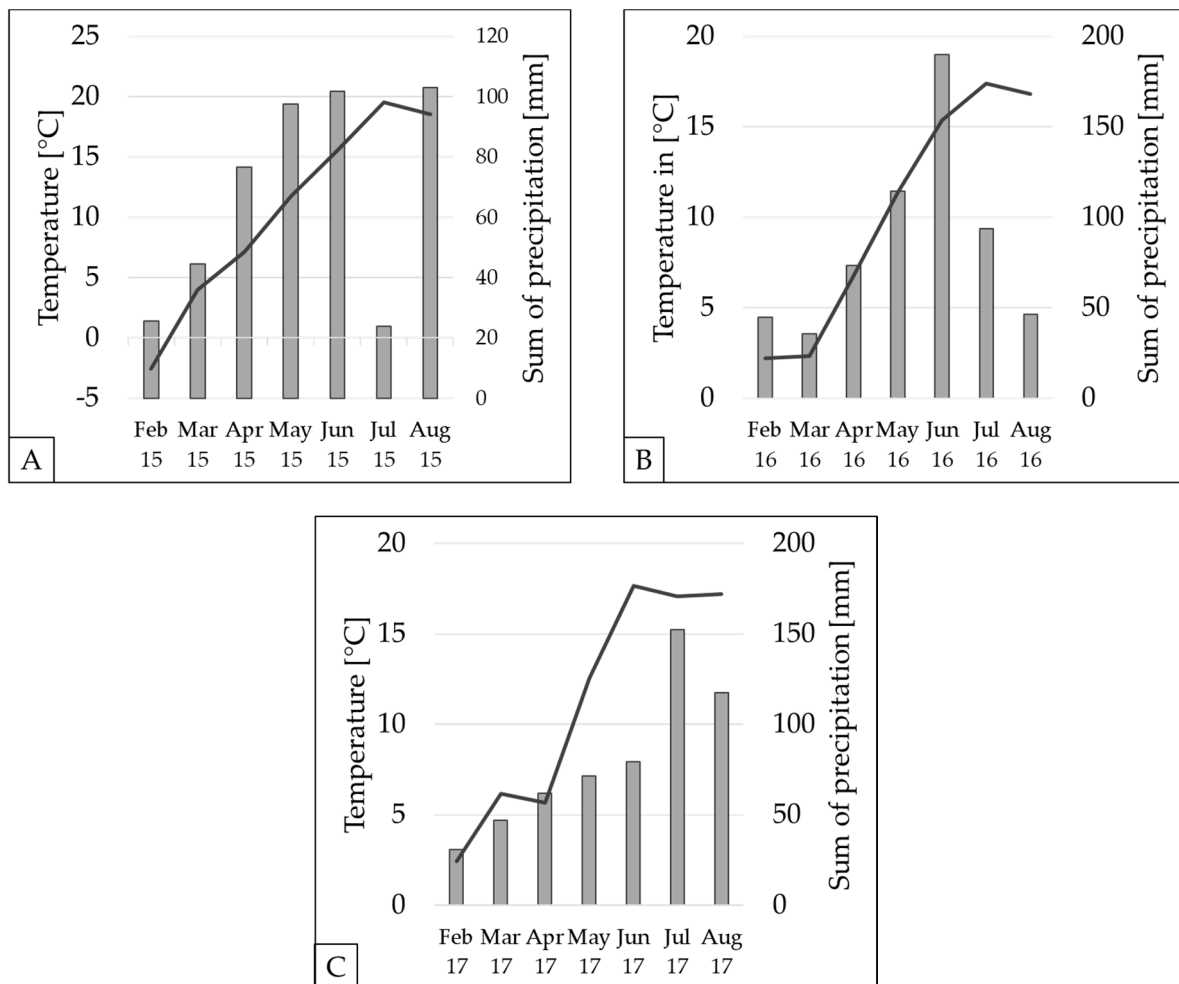 Temperature [°C]
25
20
15
10
5
0
-5
Sum of precipitation [mm]
120
100
80
60
40
20
0
Feb Mar Apr May Jun Jul Aug
15 15 15 15 15 15 15
A
Temperature in [°C]
20
15
10
5
0
Sum of precipitation [mm]
200
150
100
50
0
Feb Mar Apr May Jun Jul Aug
16 16 16 16 16 16 16
B
Temperature [°C]
20
15
10
5
0
Sum of precipitation [mm]
200
150
100
50
0
Feb Mar Apr May Jun Jul Aug
17 17 17 17 17 17 17
C